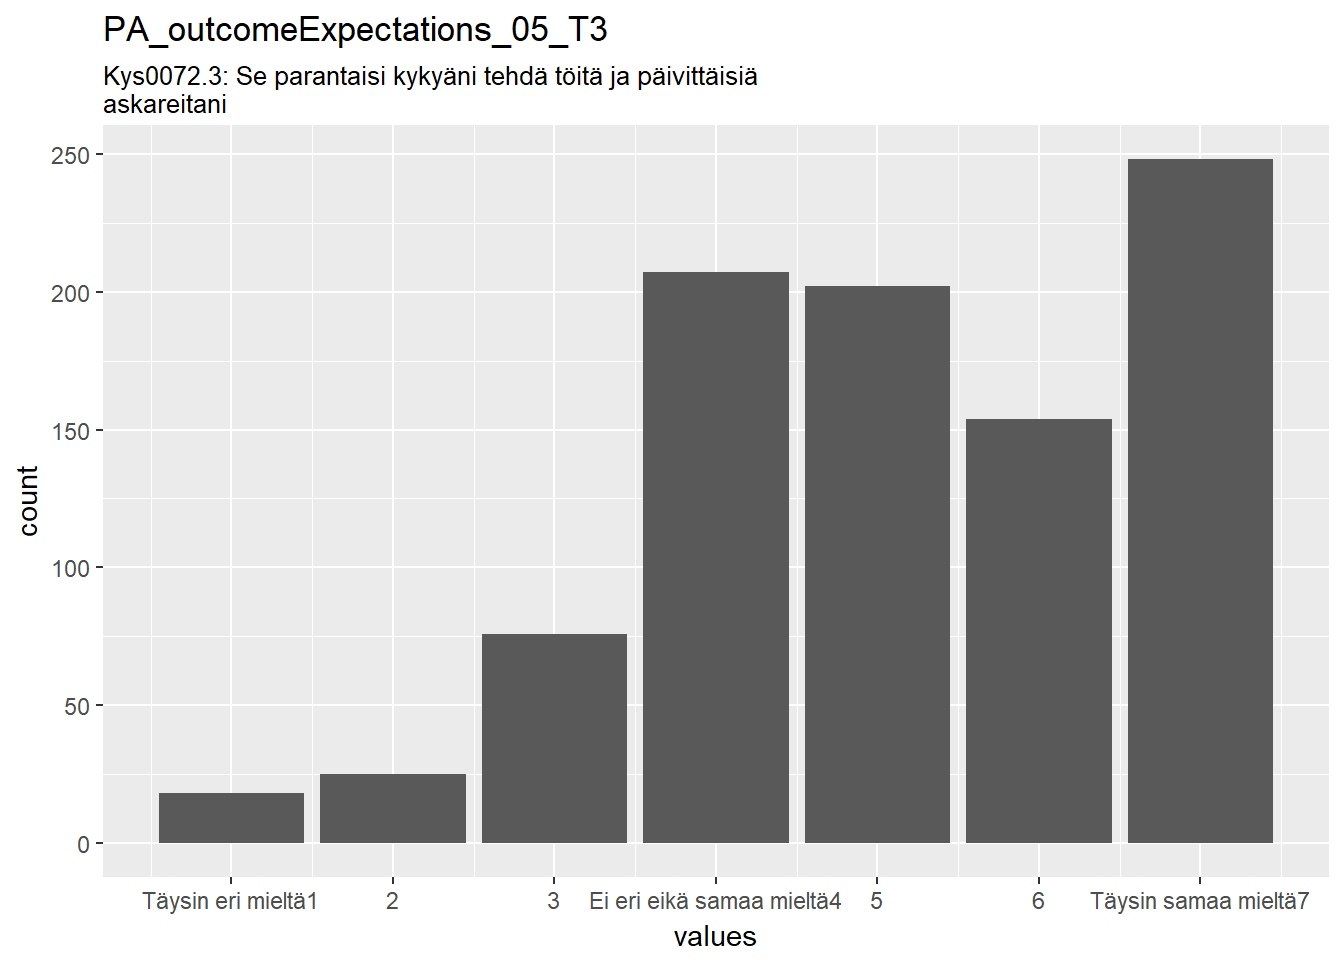 PA_outcomeExpectations_05_T3
Kys0072.3: Se parantaisi kykyäni tehdä töitä ja päivittäisiä
askareitani
250
200
150
100
50
0
count
Täysin eri mieltä1
2
3
Ei eri eikä samaa mieltä4
5
6
Täysin samaa mieltä7
values